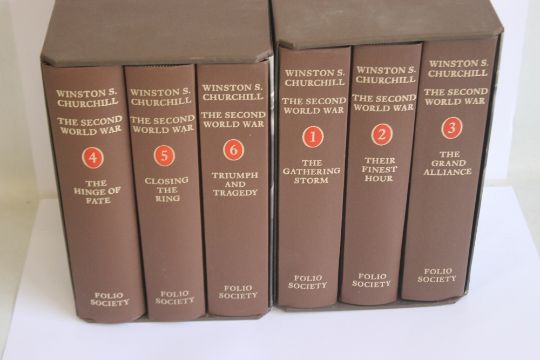 WINSTON S.
CHURCHILL
THE SECOND
WORLD WAR
4
THE
HINGE OF
FATE
FOLIO
SOCIETY
WINSTON S.
CHURCHILL
THE SECOND
WORLD WAR
5
CLOSING
THE
RING
FOLIO
SOCIETY
WINSTON S.
CHURCHILL
THE SECOND
WORLD WAR
6
TRIUMPH
AND
TRAGEDY
FOLIO
SOCIETY
WINSTON S.
CHURCHILL
THE SECOND
WORLD WAR
1
THE
GATHERING
STORM
FOLIO
SOCIETY
WINSTON S.
CHURCHILL
THE SECOND
WORLD WAR
2
THEIR
FINEST
HOUR
FOLIO
SOCIETY
WINSTON S.
CHURCHILL
THE SECOND
WORLD WAR
3
THE
GRAND
ALLIANCE
FOLIO
SOCIETY